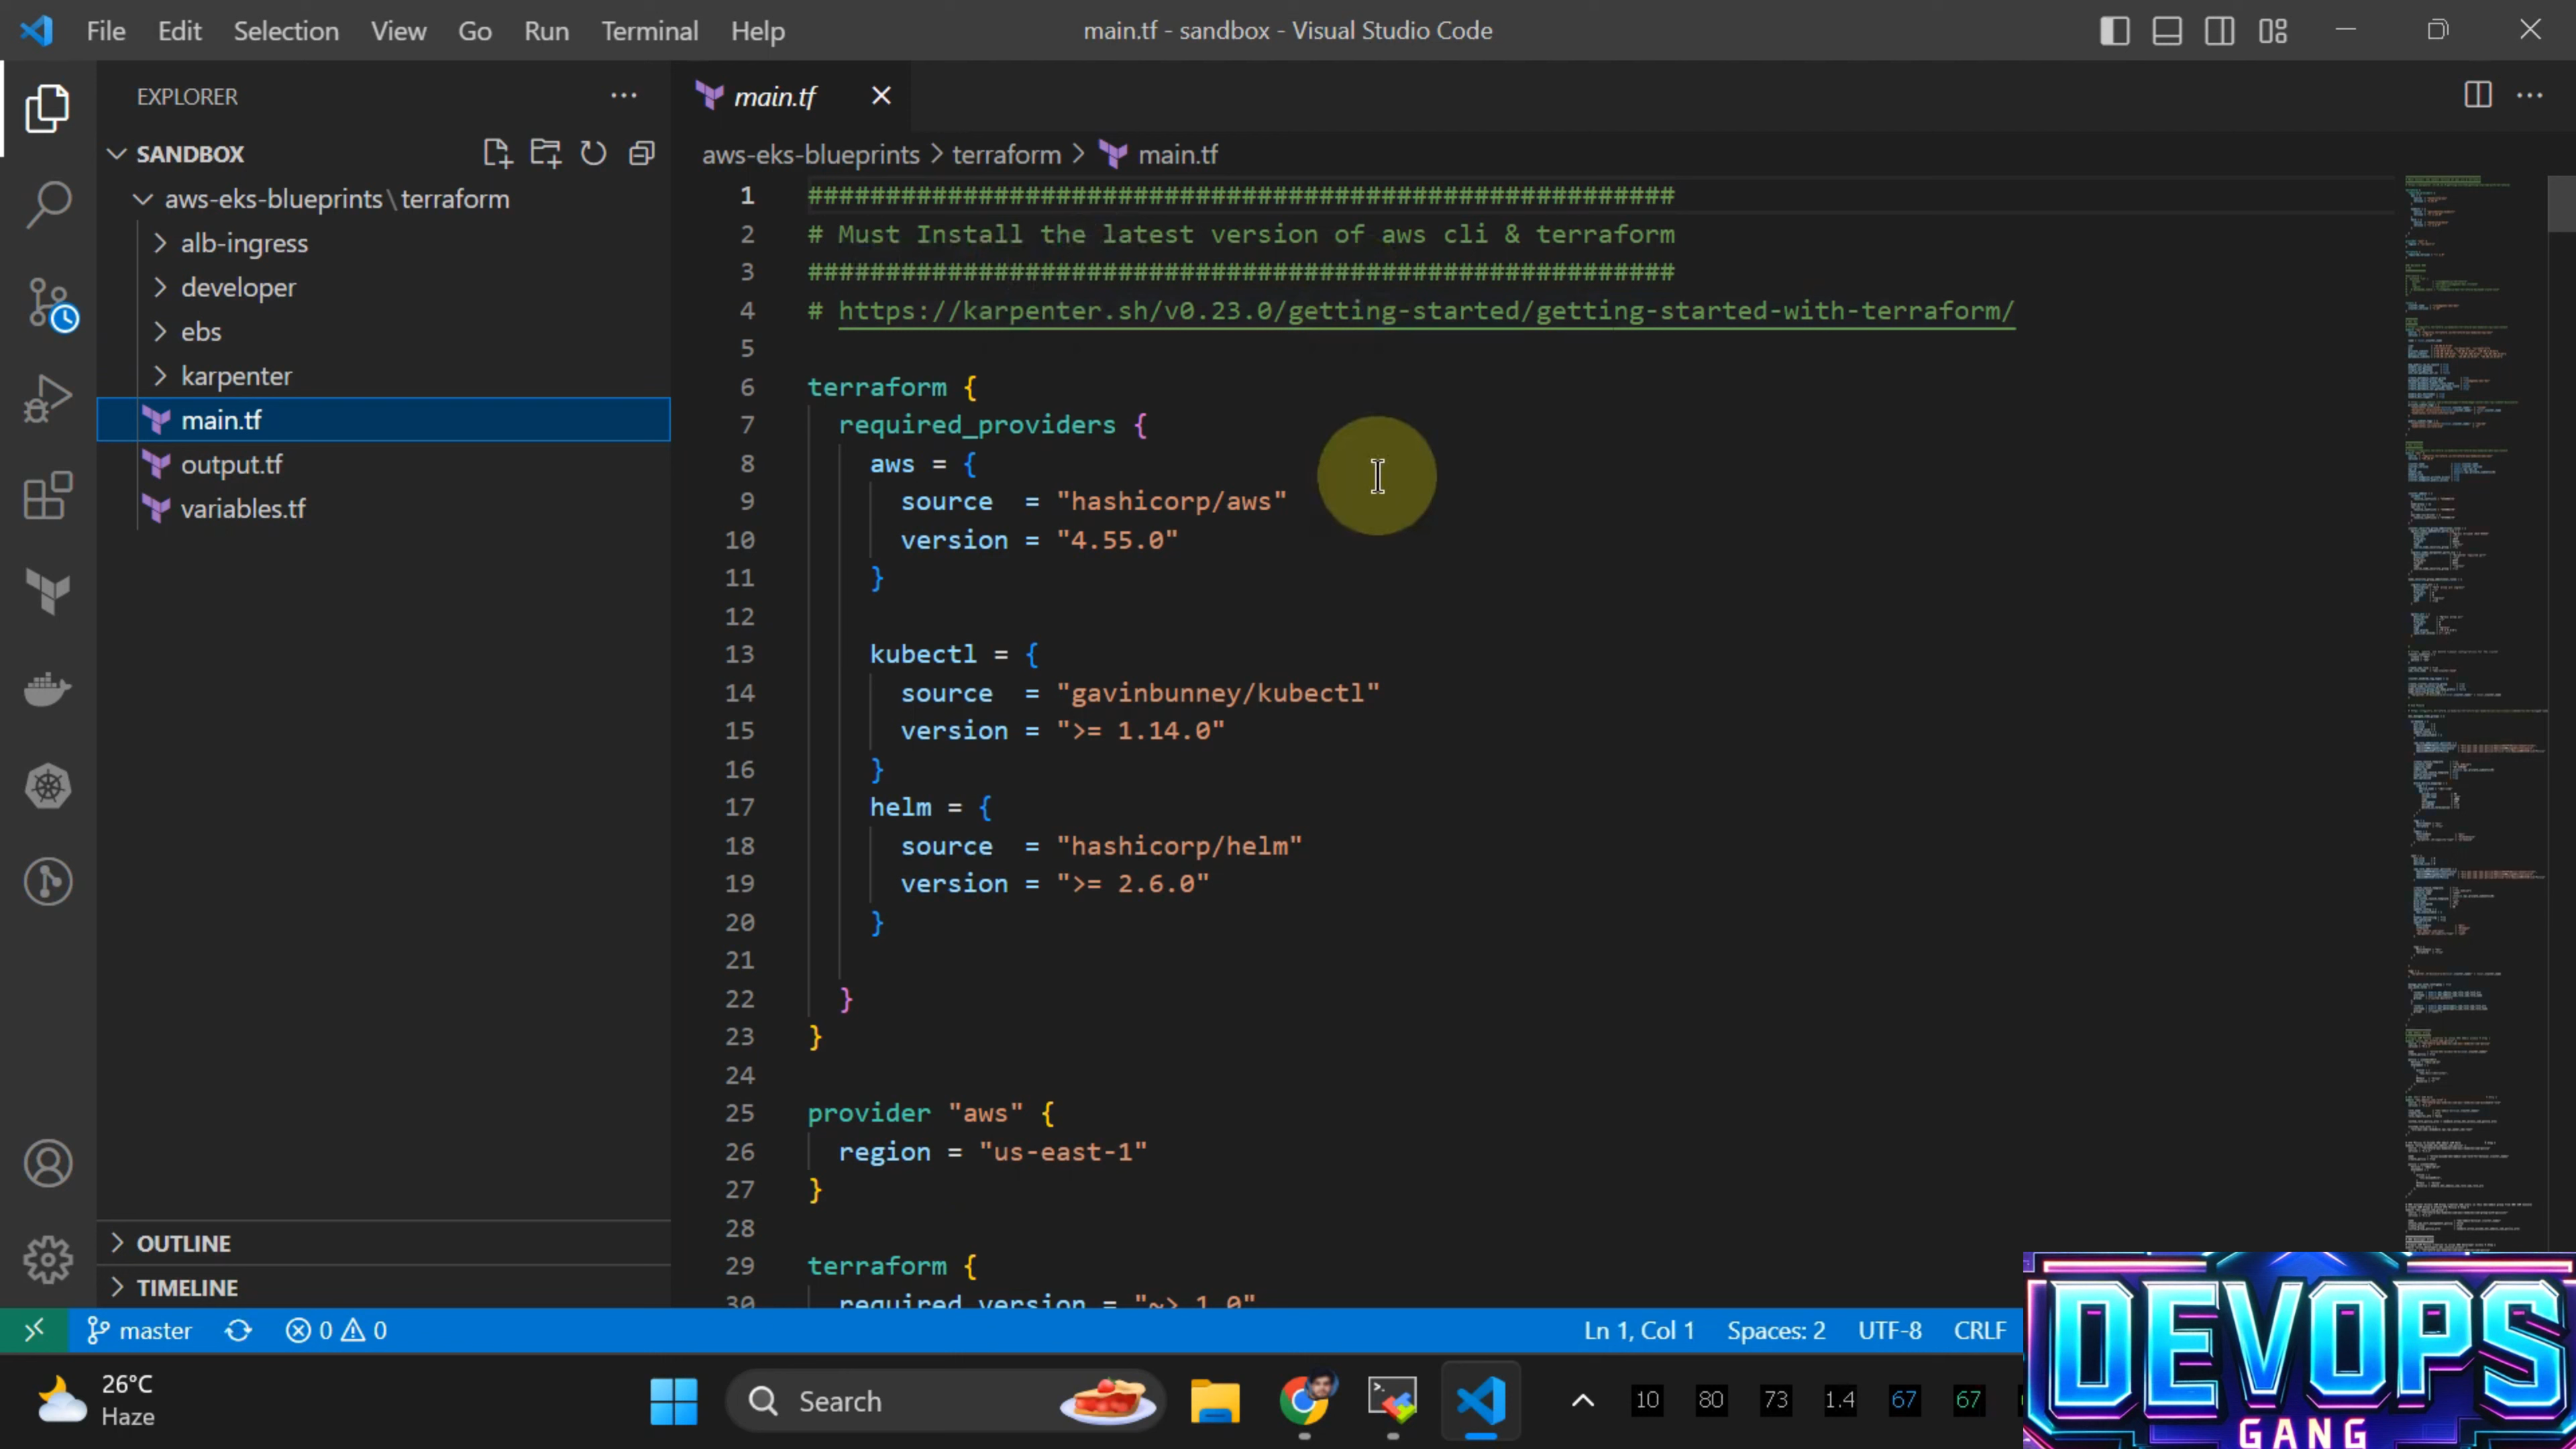 File Edit Selection View Go Run Terminal Help
main.tf - sandbox - Visual Studio Code
EXPLORER
SANDBOX
aws-eks-blueprints\terraform
alb-ingress
developer
ebs
karpenter
main.tf
output.tf
variables.tf
OUTLINE
TIMELINE
main.tf
aws-eks-blueprints > terraform > main.tf
1 ########################################################
2 # Must Install the latest version of aws cli & terraform
3 ########################################################
4 # https://karpenter.sh/v0.23.0/getting-started/getting-started-with-terraform/
5
6 terraform {
7 required_providers {
8 aws = {
9 source = "hashicorp/aws"
10 version = "4.55.0"
11 }
12
13 kubectl = {
14 source = "gavinbunney/kubectl"
15 version = ">= 1.14.0"
16 }
17 helm = {
18 source = "hashicorp/helm"
19 version = ">= 2.6.0"
20 }
21
22 }
23 }
24
25 provider "aws" {
26 region = "us-east-1"
27 }
28
29 terraform {
30 required_version = "~> 1.0"
master
0 0
Ln 1, Col 1 Spaces: 2 UTF-8 CRLF
26°C
Haze
Search
10 80 73 1.4 67 67
DEVOPS
GANG